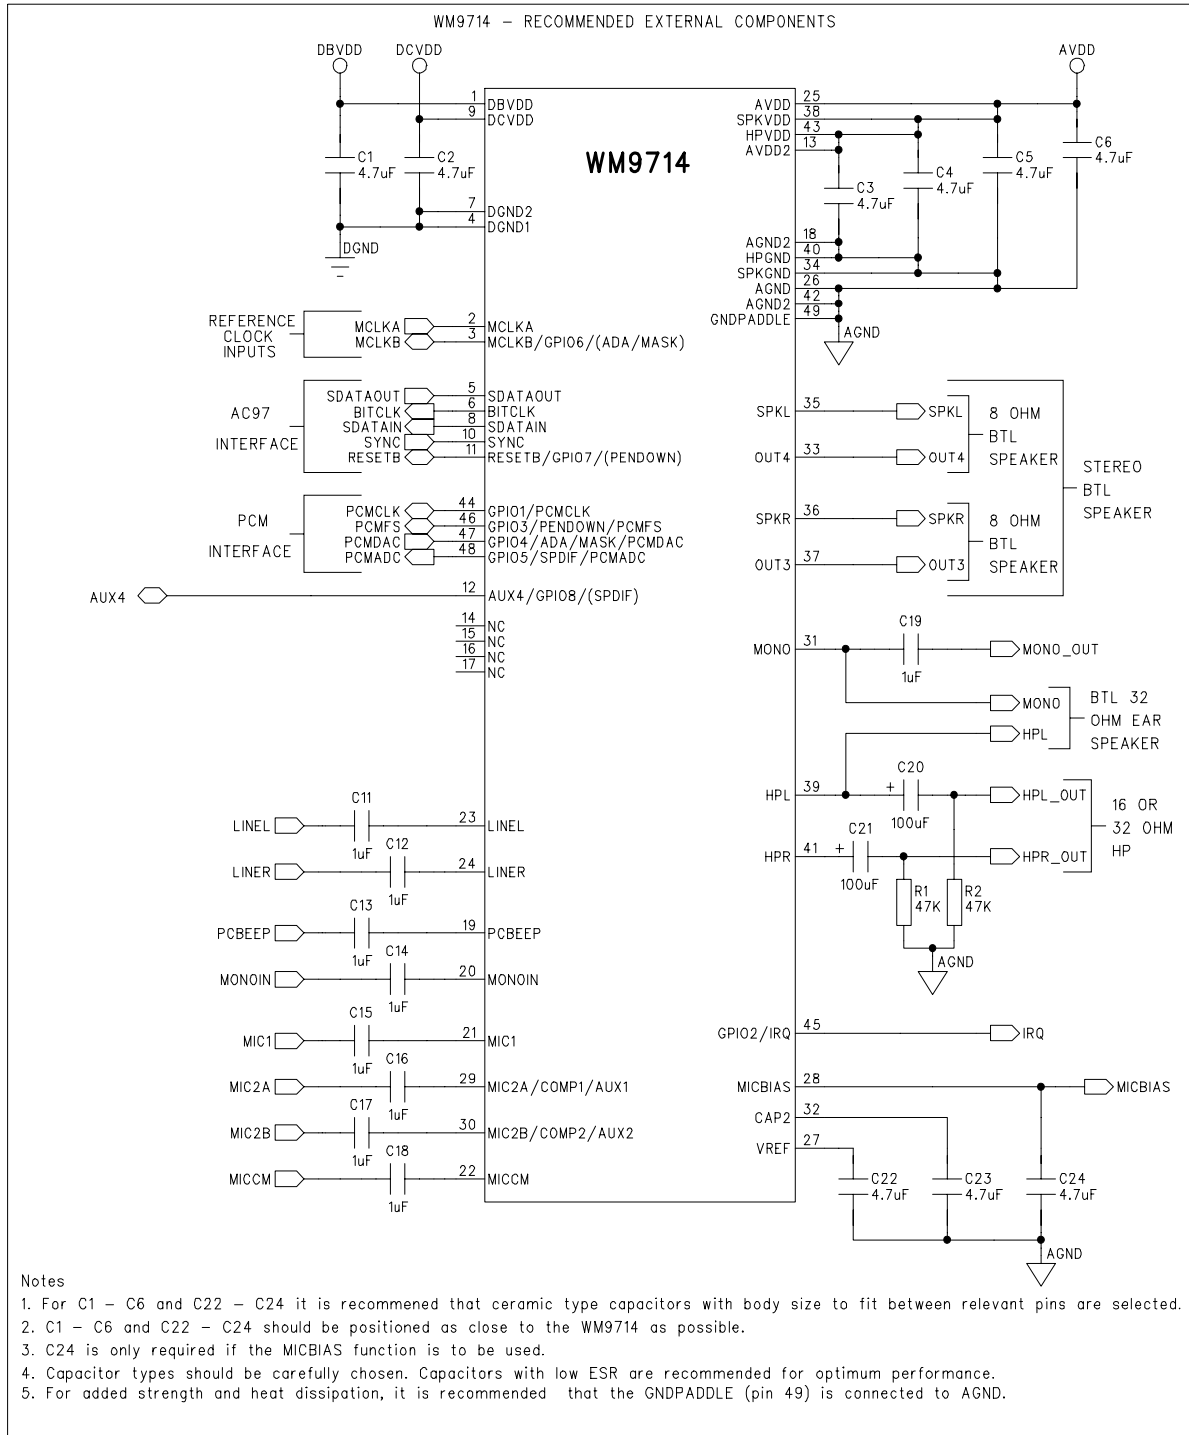 WM9714 - RECOMMENDED EXTERNAL COMPONENTS
DBVDD
DCVDD
AVDD
1
DBVDD
9
DCVDD
WM9714
AVDD
25
SPKVDD
38
HPVDD
43
AVDD2
13
C1
4.7uF
C2
4.7uF
C3
4.7uF
C4
4.7uF
C5
4.7uF
C6
4.7uF
7
DGND2
4
DGND1
DGND
AGND2
18
HPGND
40
SPKGND
34
AGND
26
AGND2
42
GNDPADDLE
49
AGND
REFERENCE
CLOCK
INPUTS
MCLKA
2
MCLKA
MCLKB
3
MCLKB/GPIO6/(ADA/MASK)
AC97
INTERFACE
SDATAOUT
5
SDATAOUT
BITCLK
6
BITCLK
SDATAIN
8
SDATAIN
SYNC
10
SYNC
RESETB
11
RESETB/GPIO7/(PENDOWN)
PCM
INTERFACE
PCMCLK
44
GPIO1/PCMCLK
PCMFS
46
GPIO3/PENDOWN/PCMFS
PCMDAC
47
GPIO4/ADA/MASK/PCMDAC
PCMADC
48
GPIO5/SPDIF/PCMADC
AUX4
12
AUX4/GPIO8/(SPDIF)
14
NC
15
NC
16
NC
17
NC
SPKL
35
SPKL
OUT4
33
OUT4
8 OHM
BTL
SPEAKER
SPKR
36
SPKR
OUT3
37
OUT3
8 OHM
BTL
SPEAKER
STEREO
BTL
SPEAKER
MONO
31
C19
1uF
MONO_OUT
MONO
HPL
BTL 32
OHM EAR
SPEAKER
HPL
39
+
C20
100uF
HPL_OUT
HPR
41
+
C21
100uF
HPR_OUT
16 OR
32 OHM
HP
R1
47K
R2
47K
AGND
LINEL
C11
1uF
23
LINEL
LINER
C12
1uF
24
LINER
PCBEEP
C13
1uF
19
PCBEEP
MONOIN
C14
1uF
20
MONOIN
MIC1
C15
1uF
21
MIC1
MIC2A
C16
1uF
29
MIC2A/COMP1/AUX1
MIC2B
C17
1uF
30
MIC2B/COMP2/AUX2
MICCM
C18
1uF
22
MICCM
GPIO2/IRQ
45
IRQ
MICBIAS
28
MICBIAS
CAP2
32
VREF
27
C22
4.7uF
C23
4.7uF
C24
4.7uF
AGND
Notes
1. For C1 - C6 and C22 - C24 it is recommened that ceramic type capacitors with body size to fit between relevant pins are selected.
2. C1 - C6 and C22 - C24 should be positioned as close to the WM9714 as possible.
3. C24 is only required if the MICBIAS function is to be used.
4. Capacitor types should be carefully chosen. Capacitors with low ESR are recommended for optimum performance.
5. For added strength and heat dissipation, it is recommended that the GNDPADDLE (pin 49) is connected to AGND.